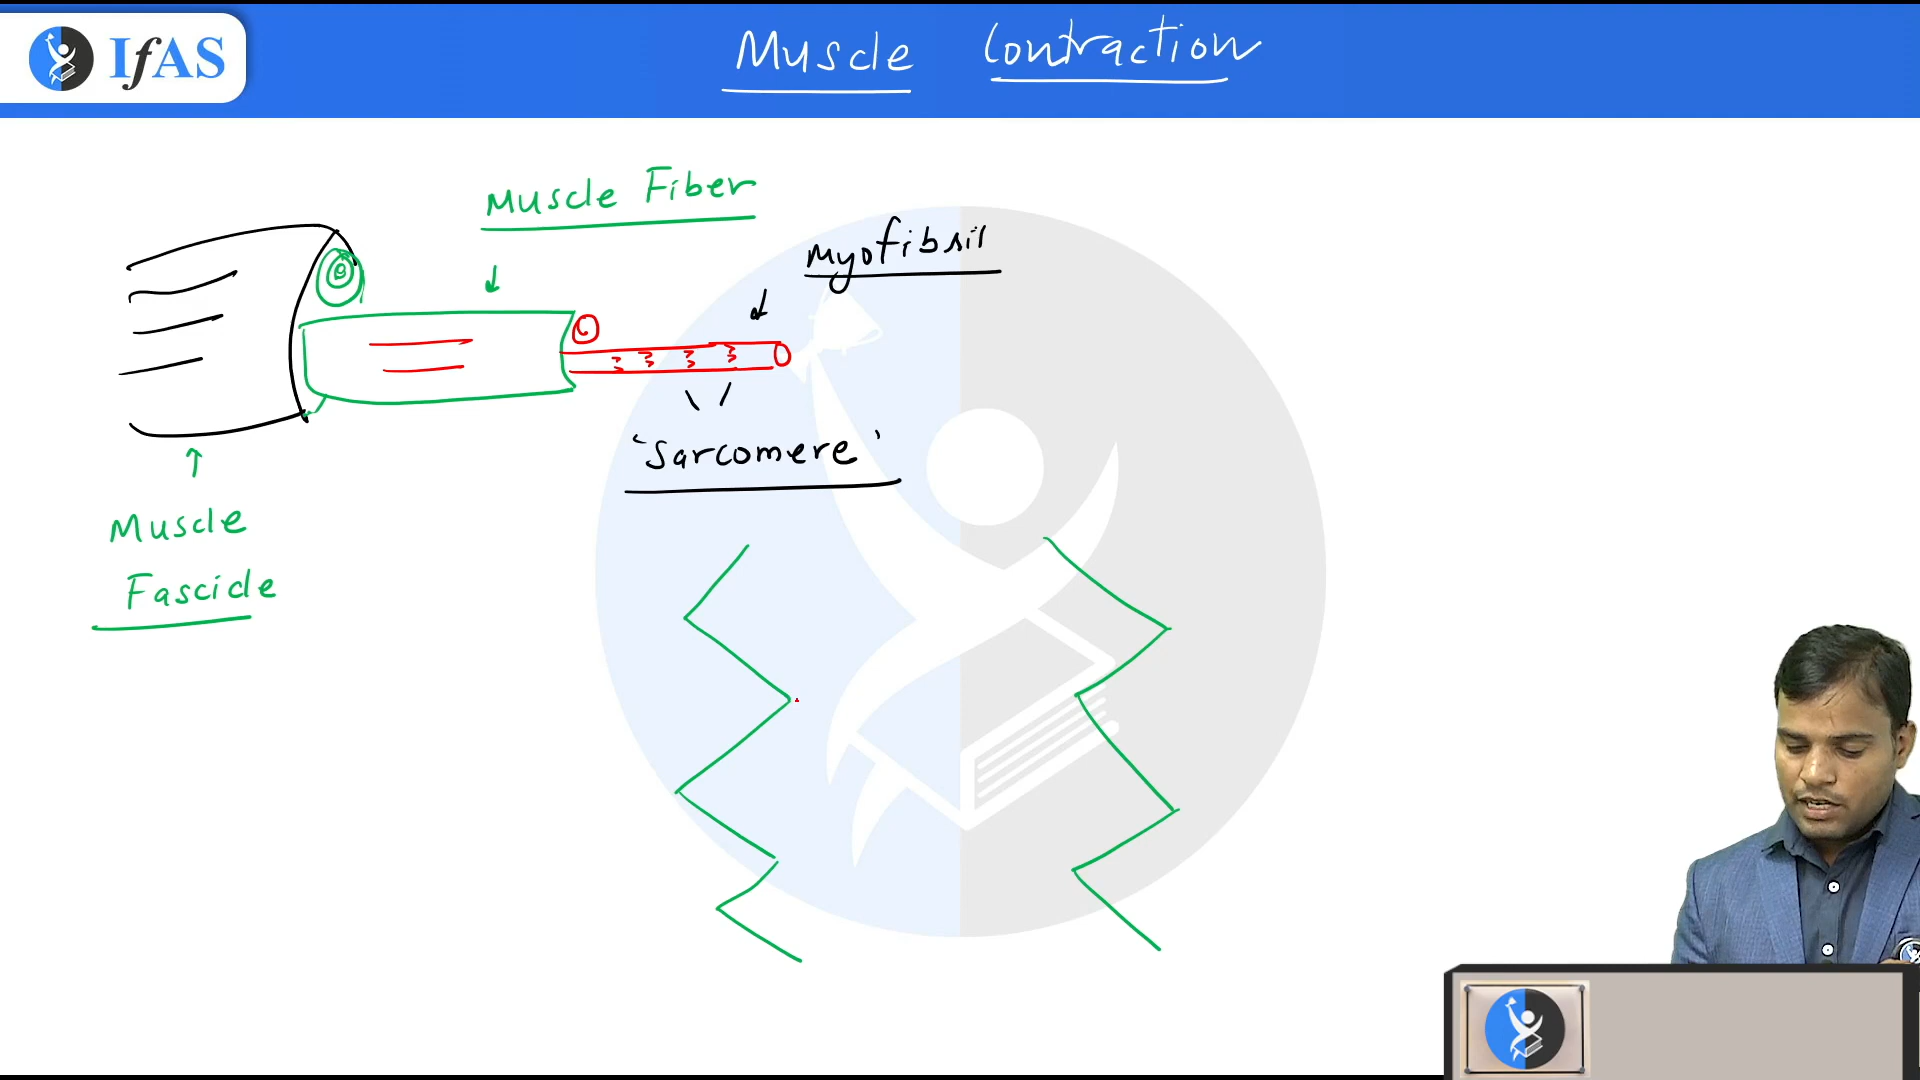 IfAS
Muscle Contraction
Muscle Fiber
Myofibril
'Sarcomere'
Muscle
Fascicle